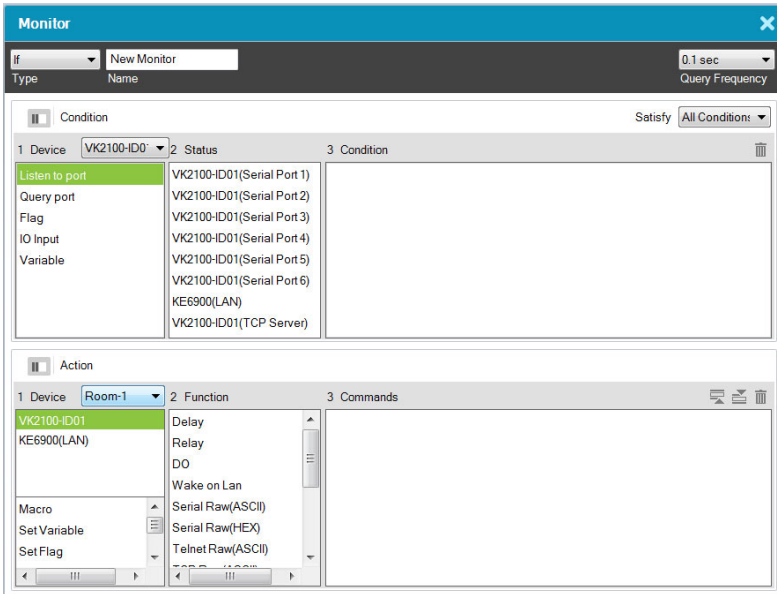 Monitor
If New Monitor 0.1 sec
Type Name Query Frequency
Condition Satisfy All Condition:
1 Device VK2100-ID0 2 Status 3 Condition
Listen to port
Query port
Flag
IO Input
Variable
VK2100-ID01(Serial Port 1)
VK2100-ID01(Serial Port 2)
VK2100-ID01(Serial Port 3)
VK2100-ID01(Serial Port 4)
VK2100-ID01(Serial Port 5)
VK2100-ID01(Serial Port 6)
KE6900(LAN)
VK2100-ID01(TCP Server)
Action
1 Device Room-1 2 Function 3 Commands
VK2100-ID01
KE6900(LAN)
Macro
Set Variable
Set Flag
Delay
Relay
DO
Wake on Lan
Serial Raw(ASCII)
Serial Raw(HEX)
Telnet Raw(ASCII)